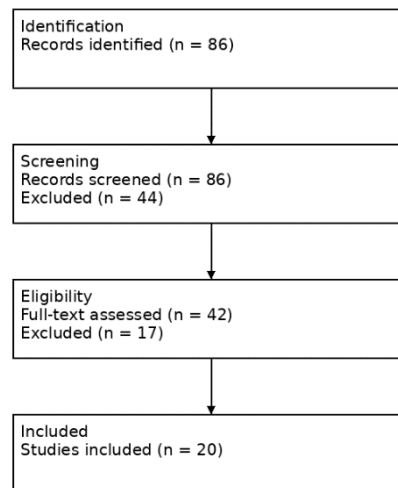 Identification
Records identified (n = 86)
Screening
Records screened (n = 86)
Excluded (n = 44)
Eligibility
Full-text assessed (n = 42)
Excluded (n = 17)
Included
Studies included (n = 20)